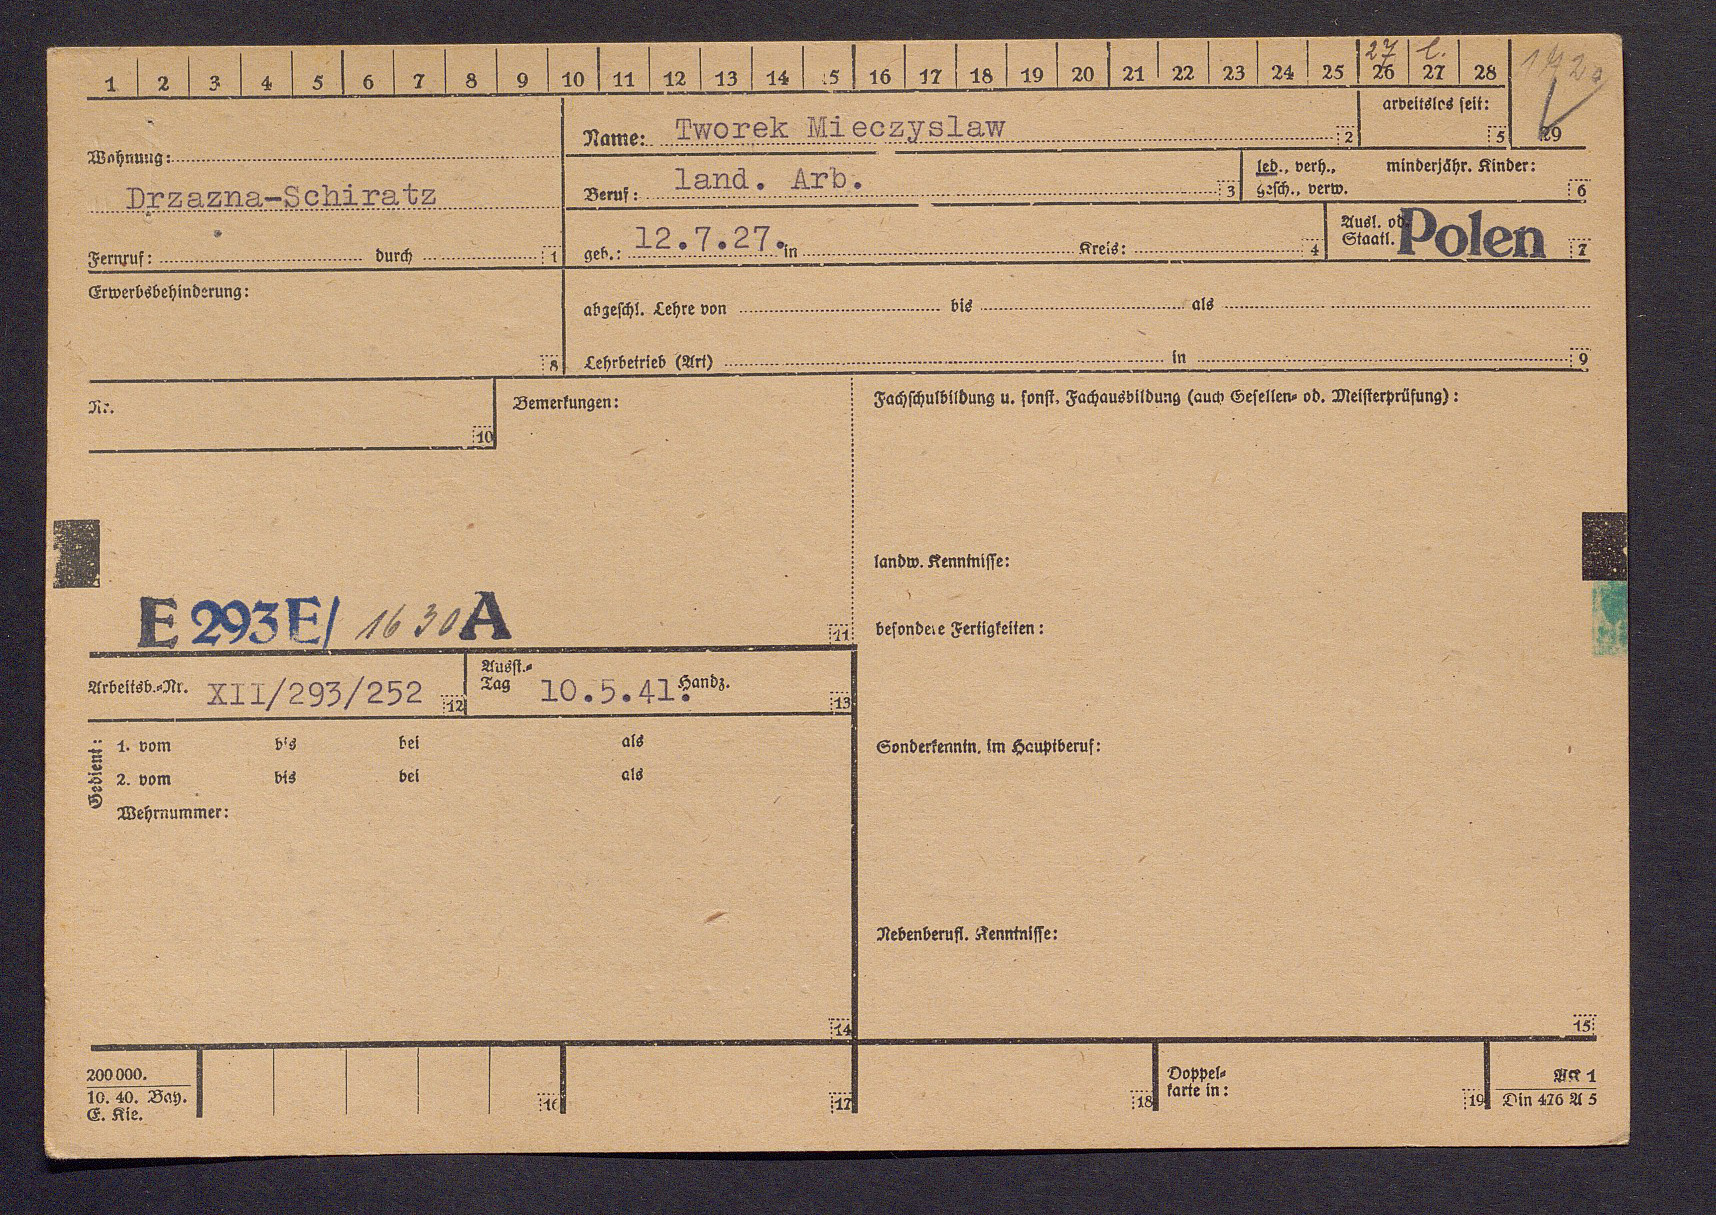 27 l.
1 2 3 4 5 6 7 8 9 10 11 12 13 14 15 16 17 18 19 20 21 22 23 24 25 26 27 28
29
Wohnung:
Drzazna-Schiratz
Fernruf: durch 1
Name: Tworek Mieczyslaw 2
arbeitslos seit: 5
Beruf: land. Arb. 3
led., verh., minderjähr. Kinder:
gesch., verw. 6
geb.: 12.7.27. in Kreis: 4
Ausl. od.
Staatl. Polen 7
Erwerbsbehinderung:
8
abgeschl. Lehre von bis als
Lehrbetrieb (Art) in 9
Nr.
10
Bemerkungen:
E 293 E/ 1630 A
11
Fachschulbildung u. sonst. Fachausbildung (auch Gesellen- od. Meisterprüfung):
landw. Kenntnisse:
besondere Fertigkeiten:
Arbeitsb.-Nr. XII/293/252 12
Ausst.-
Tag 10.5.41. Handz. 13
Gedient:
1. vom bis bei als
2. vom bis bei als
Wehrnummer:
14
Sonderkenntn. im Hauptberuf:
Nebenberufl. Kenntnisse:
15
200000.
10. 40. Bay.
E. Kie.
16
17
18
Doppel-
karte in:
19
AK 1
Din 476 A 5